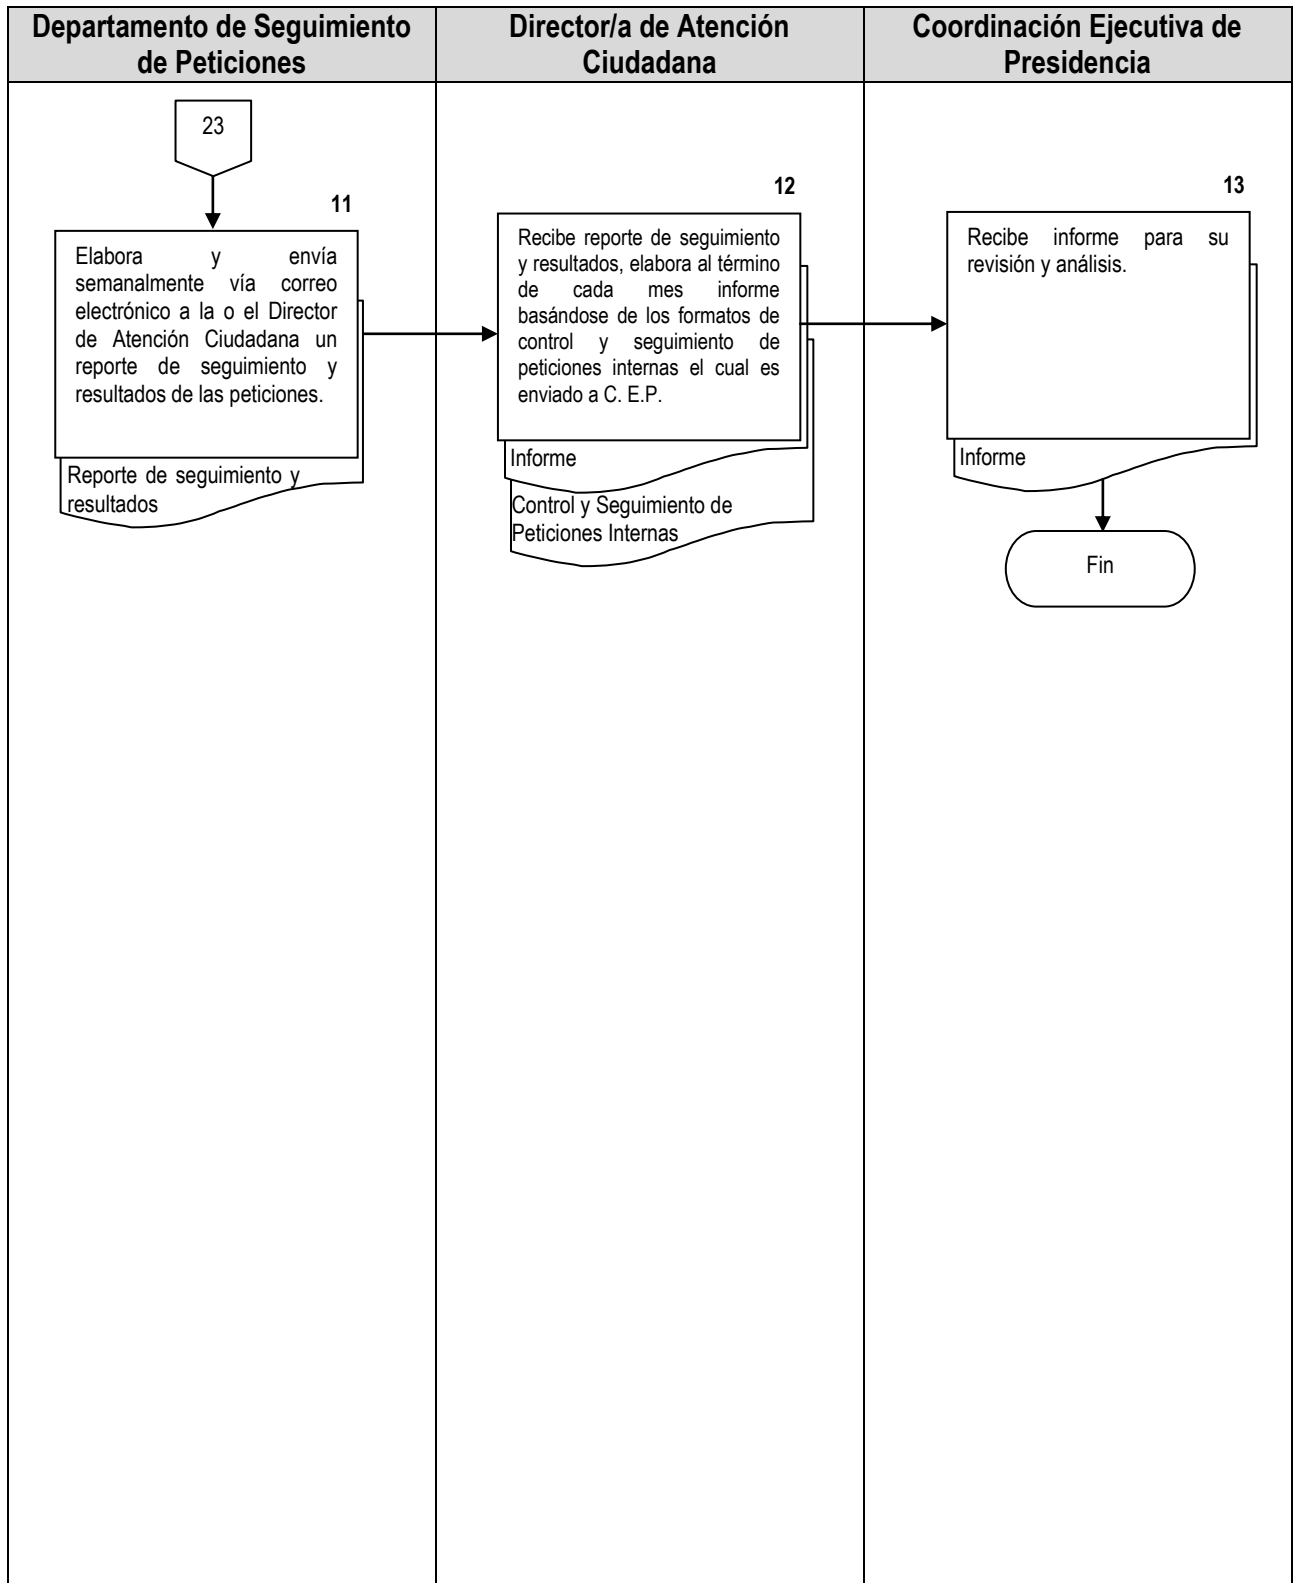 Departamento de Seguimiento
de Peticiones
Director/a de Atención
Ciudadana
Coordinación Ejecutiva de
Presidencia
23
11
Elabora y envía
semanalmente vía correo
electrónico a la o el Director
de Atención Ciudadana un
reporte de seguimiento y
resultados de las peticiones.
Reporte de seguimiento y
resultados
12
Recibe reporte de seguimiento
y resultados, elabora al término
de cada mes informe
basándose de los formatos de
control y seguimiento de
peticiones internas el cual es
enviado a C. E.P.
Informe
Control y Seguimiento de
Peticiones Internas
13
Recibe informe para su
revisión y análisis.
Informe
Fin